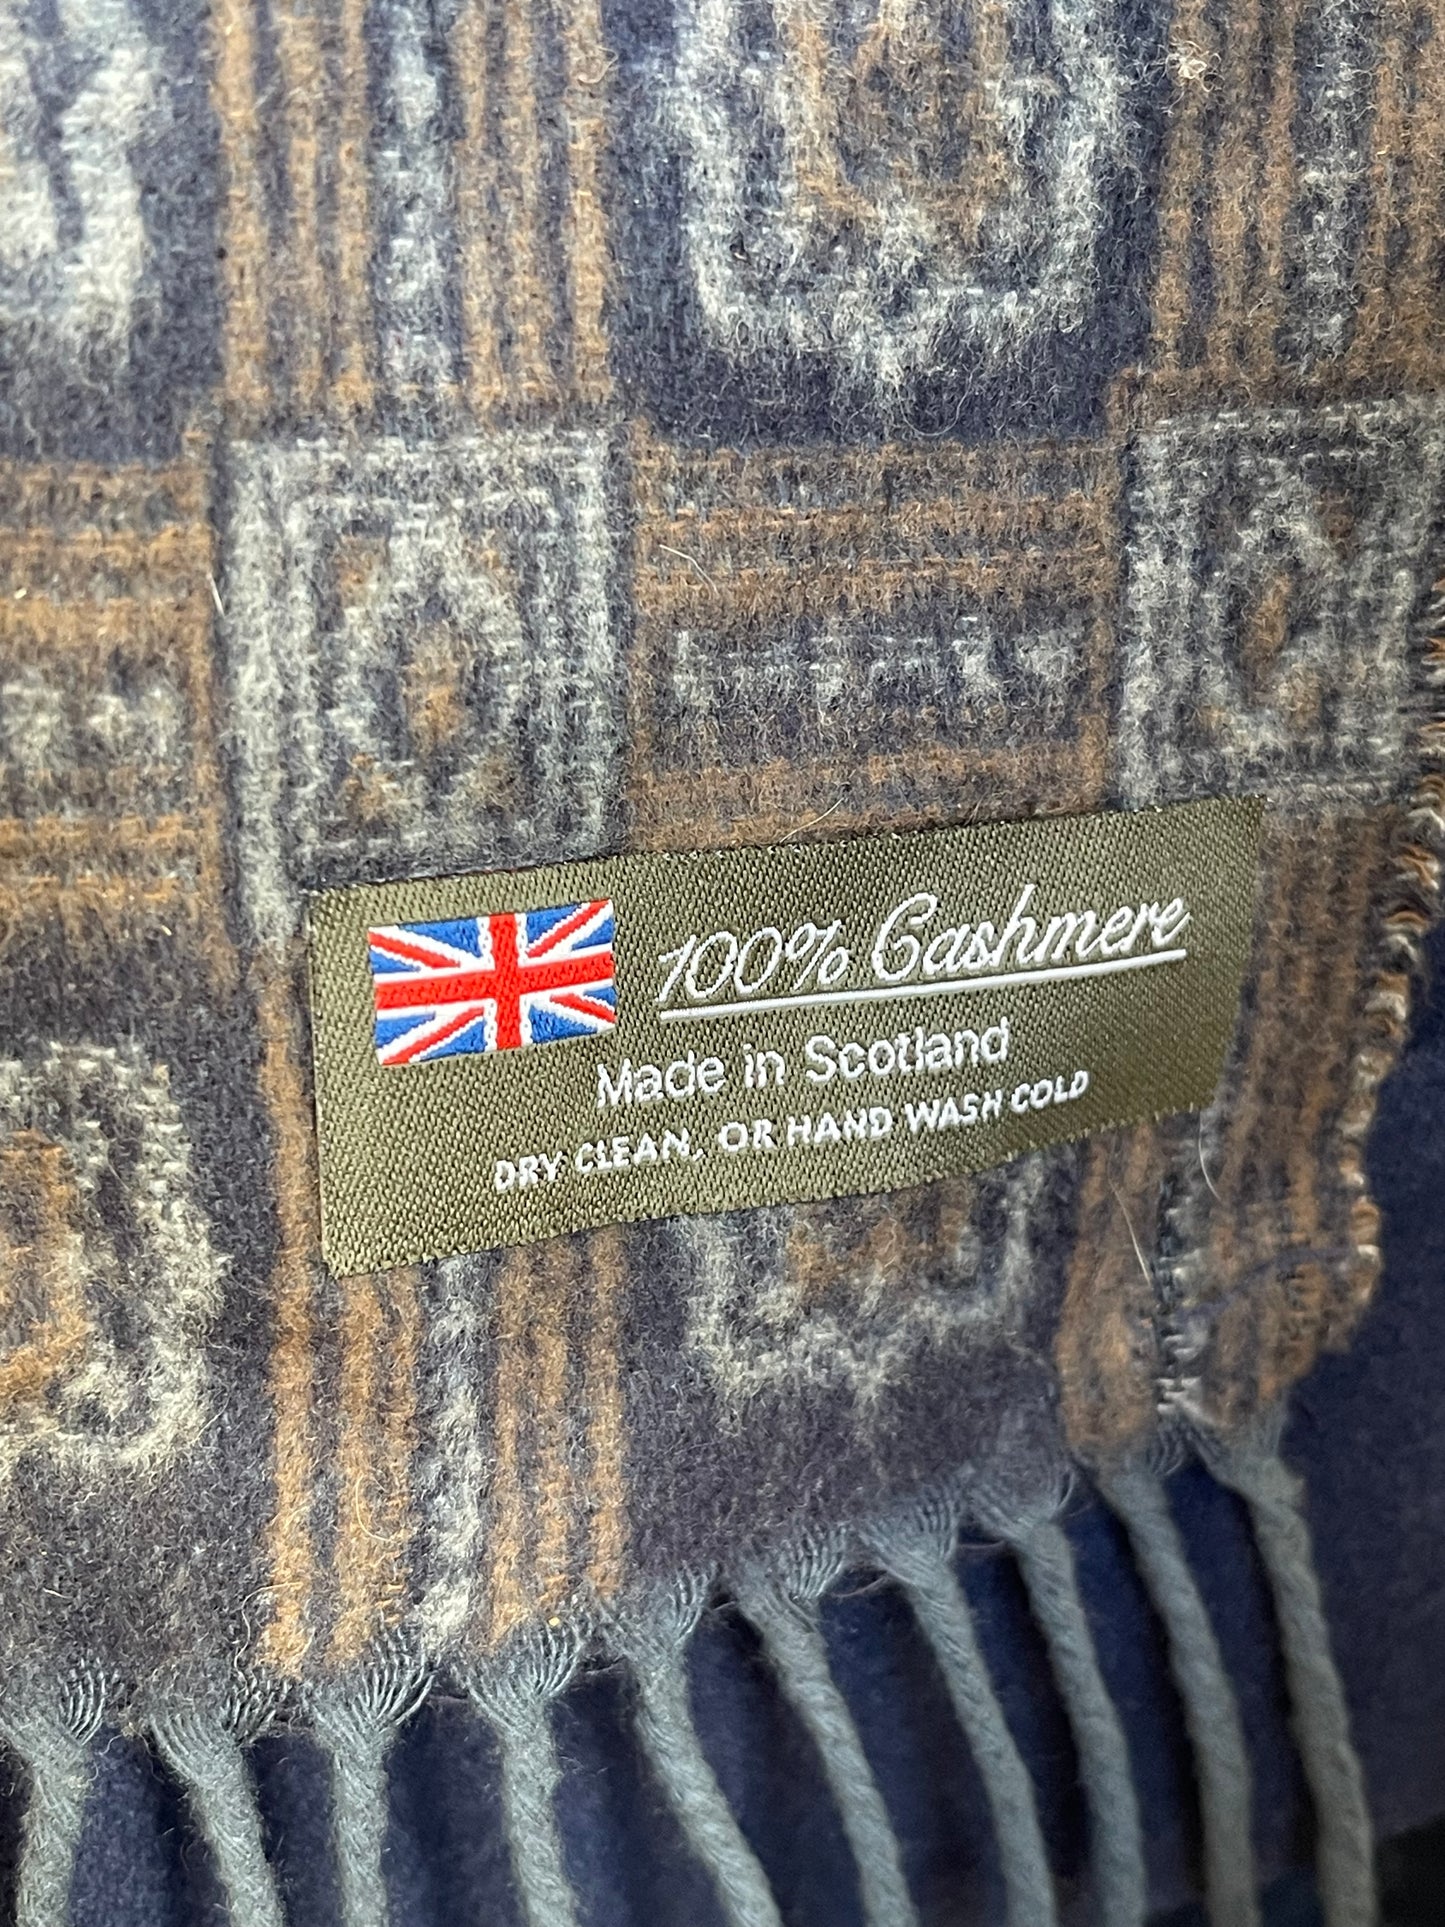 100% Cashmere
Made in Scotland
DRY CLEAN, OR HAND WASH COLD